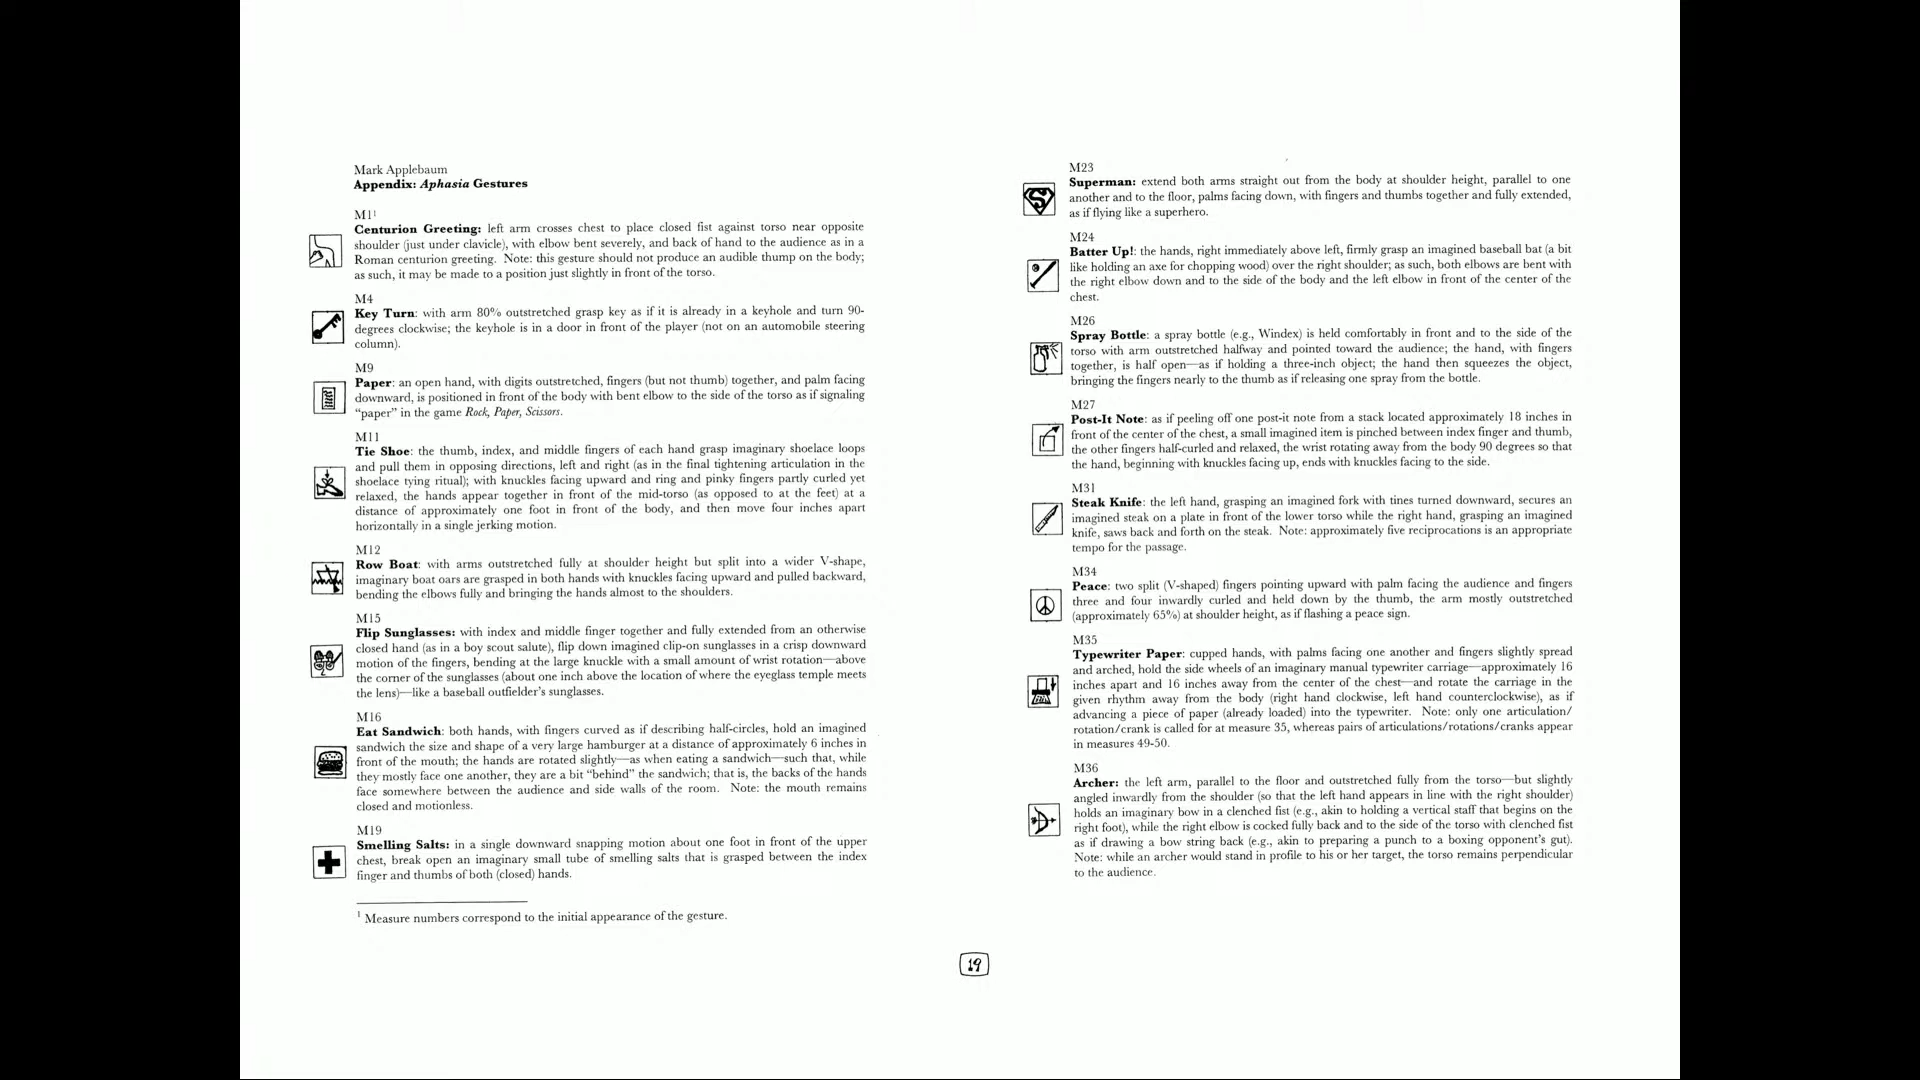 Mark Applebaum
Appendix: Aphasia Gestures
M1¹
Centurion Greeting: left arm crosses chest to place closed fist against torso near opposite
shoulder (just under clavicle), with elbow bent severely, and back of hand to the audience as in a
Roman centurion greeting. Note: this gesture should not produce an audible thump on the body;
as such, it may be made to a position just slightly in front of the torso.
M4
Key Turn: with arm 80% outstretched grasp key as if it is already in a keyhole and turn 90-
degrees clockwise; the keyhole is in a door in front of the player (not on an automobile steering
column).
M9
Paper: an open hand, with digits outstretched, fingers (but not thumb) together, and palm facing
downward, is positioned in front of the body with bent elbow to the side of the torso as if signaling
"paper" in the game Rock, Paper, Scissors.
M11
Tie Shoe: the thumb, index, and middle fingers of each hand grasp imaginary shoelace loops
and pull them in opposing directions, left and right (as in the final tightening articulation in the
shoelace tying ritual); with knuckles facing upward and ring and pinky fingers partly curled yet
relaxed, the hands appear together in front of the mid-torso (as opposed to at the feet) at a
distance of approximately one foot in front of the body, and then move four inches apart
horizontally in a single jerking motion.
M12
Row Boat: with arms outstretched fully at shoulder height but split into a wider V-shape,
imaginary boat oars are grasped in both hands with knuckles facing upward and pulled backward,
bending the elbows fully and bringing the hands almost to the shoulders.
M15
Flip Sunglasses: with index and middle finger together and fully extended from an otherwise
closed hand (as in a boy scout salute), flip down imagined clip-on sunglasses in a crisp downward
motion of the fingers, bending at the large knuckle with a small amount of wrist rotation—above
the corner of the sunglasses (about one inch above the location of where the eyeglass temple meets
the lens)—like a baseball outfielder's sunglasses.
M16
Eat Sandwich: both hands, with fingers curved as if describing half-circles, hold an imagined
sandwich the size and shape of a very large hamburger at a distance of approximately 6 inches in
front of the mouth; the hands are rotated slightly—as when eating a sandwich—such that, while
they mostly face one another, they are a bit "behind" the sandwich; that is, the backs of the hands
face somewhere between the audience and side walls of the room. Note: the mouth remains
closed and motionless.
M19
Smelling Salts: in a single downward snapping motion about one foot in front of the upper
chest, break open an imaginary small tube of smelling salts that is grasped between the index
finger and thumbs of both (closed) hands.
¹ Measure numbers correspond to the initial appearance of the gesture.
M23
Superman: extend both arms straight out from the body at shoulder height, parallel to one
another and to the floor, palms facing down, with fingers and thumbs together and fully extended,
as if flying like a superhero.
M24
Batter Up!: the hands, right immediately above left, firmly grasp an imagined baseball bat (a bit
like holding an axe for chopping wood) over the right shoulder; as such, both elbows are bent with
the right elbow down and to the side of the body and the left elbow in front of the center of the
chest.
M26
Spray Bottle: a spray bottle (e.g., Windex) is held comfortably in front and to the side of the
torso with arm outstretched halfway and pointed toward the audience; the hand, with fingers
together, is half open—as if holding a three-inch object; the hand then squeezes the object,
bringing the fingers nearly to the thumb as if releasing one spray from the bottle.
M27
Post-It Note: as if peeling off one post-it note from a stack located approximately 18 inches in
front of the center of the chest, a small imagined item is pinched between index finger and thumb,
the other fingers half-curled and relaxed, the wrist rotating away from the body 90 degrees so that
the hand, beginning with knuckles facing up, ends with knuckles facing to the side.
M31
Steak Knife: the left hand, grasping an imagined fork with tines turned downward, secures an
imagined steak on a plate in front of the lower torso while the right hand, grasping an imagined
knife, saws back and forth on the steak. Note: approximately five reciprocations is an appropriate
tempo for the passage.
M34
Peace: two split (V-shaped) fingers pointing upward with palm facing the audience and fingers
three and four inwardly curled and held down by the thumb, the arm mostly outstretched
(approximately 65%) at shoulder height, as if flashing a peace sign.
M35
Typewriter Paper: cupped hands, with palms facing one another and fingers slightly spread
and arched, hold the side wheels of an imaginary manual typewriter carriage—approximately 16
inches apart and 16 inches away from the center of the chest—and rotate the carriage in the
given rhythm away from the body (right hand clockwise, left hand counterclockwise), as if
advancing a piece of paper (already loaded) into the typewriter. Note: only one articulation/
rotation/crank is called for at measure 35, whereas pairs of articulations/rotations/cranks appear
in measures 49-50.
M36
Archer: the left arm, parallel to the floor and outstretched fully from the torso—but slightly
angled inwardly from the shoulder (so that the left hand appears in line with the right shoulder)
holds an imaginary bow in a clenched fist (e.g., akin to holding a vertical staff that begins on the
right foot), while the right elbow is cocked fully back and to the side of the torso with clenched fist
as if drawing a bow string back (e.g., akin to preparing a punch to a boxing opponent's gut).
Note: while an archer would stand in profile to his or her target, the torso remains perpendicular
to the audience.
19